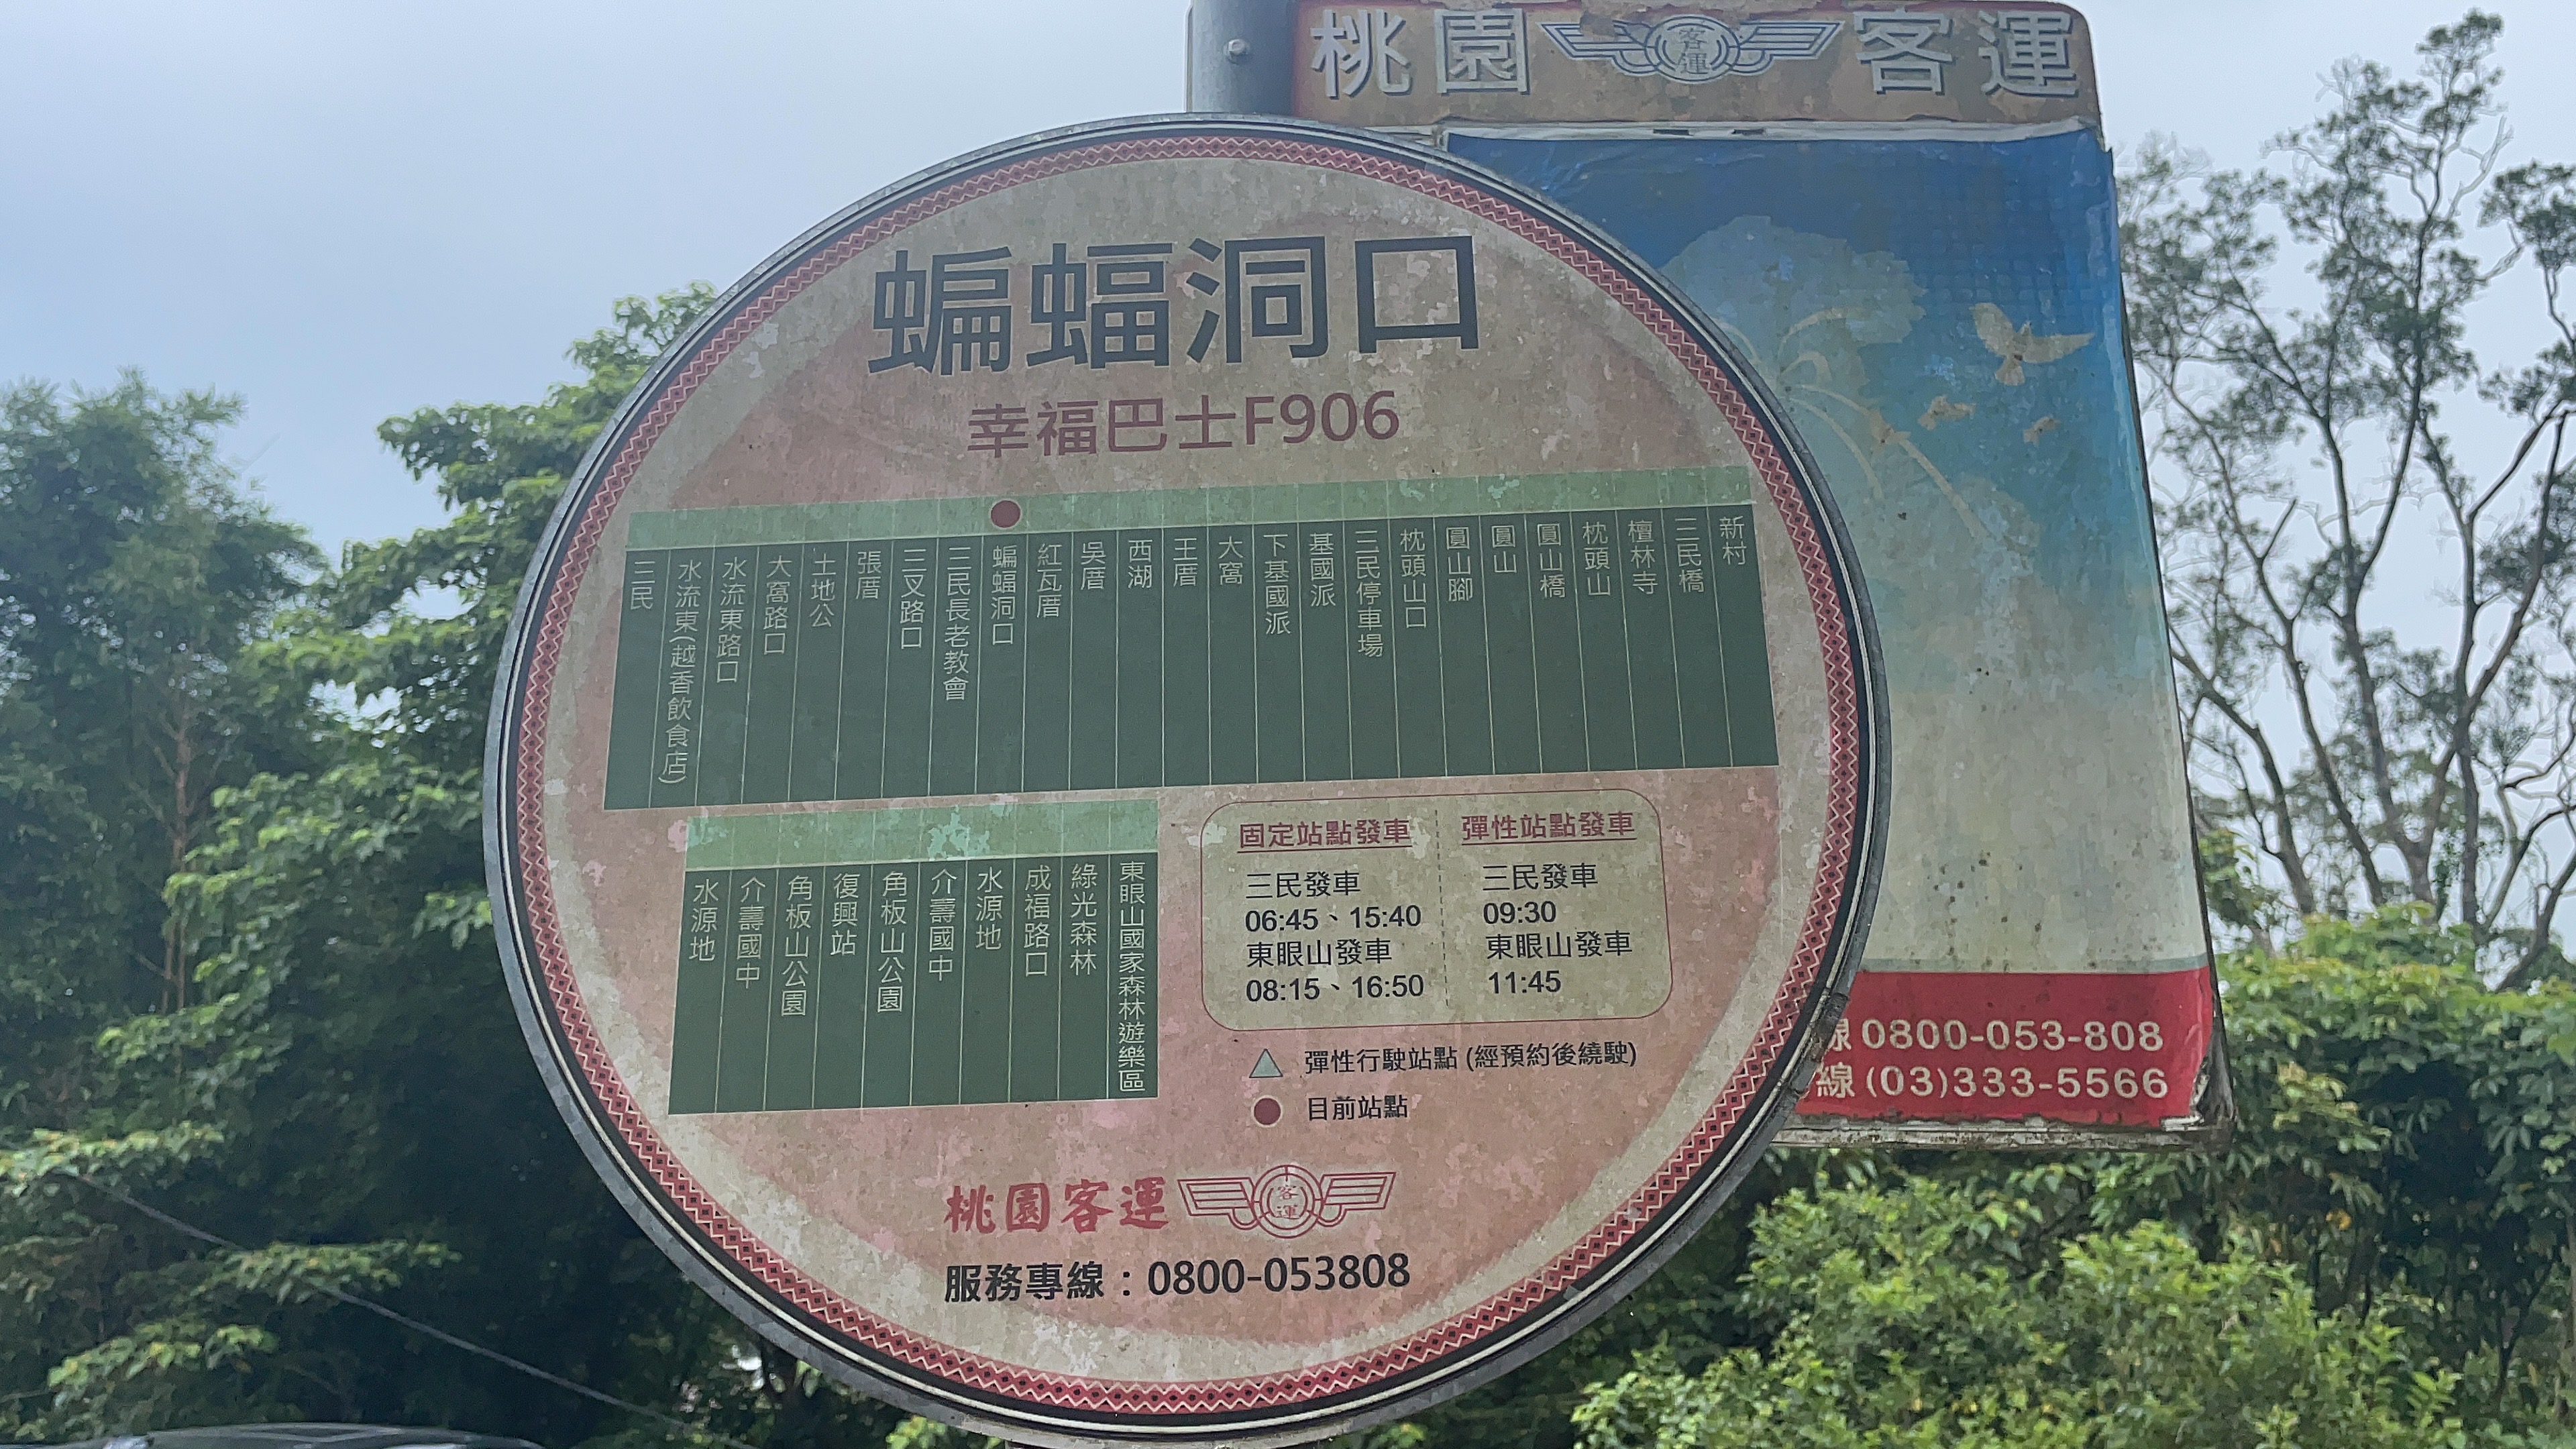 桃園 客運 客運
蝙蝠洞口
幸福巴士F906
三民
水流東(越香飲食店)
水流東路口
大窩路口
土地公
張厝
三叉路口
三民長老教會
蝙蝠洞口
紅瓦厝
吳厝
西湖
王厝
大窩
下基國派
基國派
三民停車場
枕頭山口
圓山腳
圓山
圓山橋
枕頭山
檀林寺
三民橋
新村
水源地
介壽國中
角板山公園
復興站
角板山公園
介壽國中
水源地
成福路口
綠光森林
東眼山國家森林遊樂區
固定站點發車
三民發車
06:45、15:40
東眼山發車
08:15、16:50
彈性站點發車
三民發車
09:30
東眼山發車
11:45
彈性行駛站點 (經預約後繞駛)
目前站點
桃園客運 客運
服務專線：0800-053808
線 0800-053-808
線 (03)333-5566